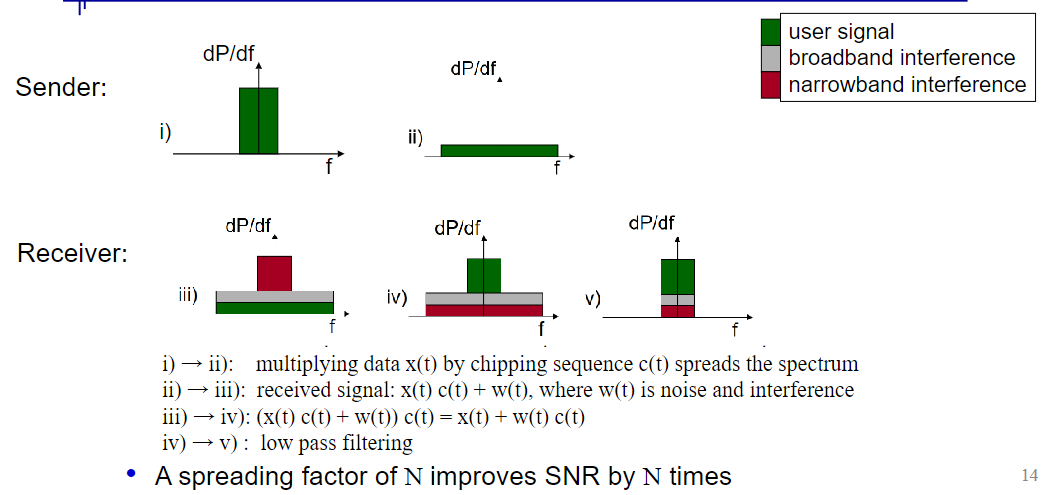 user signal
broadband interference
narrowband interference
Sender:
dP/df
i)
f
dP/df
ii)
f
Receiver:
dP/df
iii)
f
dP/df
iv)
f
dP/df
v)
f
i) → ii): multiplying data x(t) by chipping sequence c(t) spreads the spectrum
ii) → iii): received signal: x(t) c(t) + w(t), where w(t) is noise and interference
iii) → iv): (x(t) c(t) + w(t)) c(t) = x(t) + w(t) c(t)
iv) → v) : low pass filtering
• A spreading factor of N improves SNR by N times
14